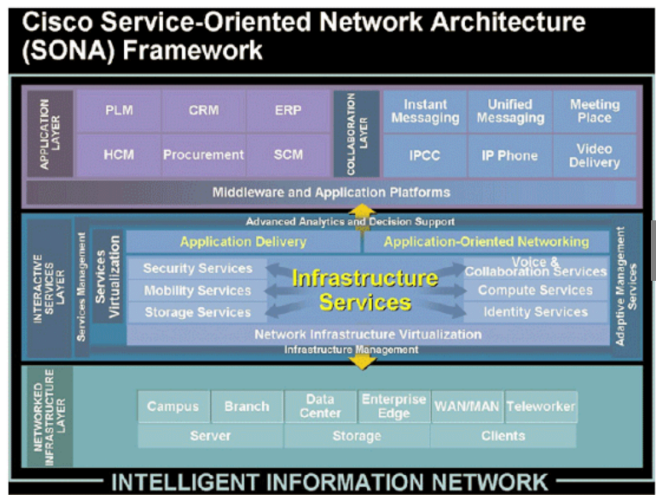 Cisco Service-Oriented Network Architecture
(SONA) Framework
APPLICATION
LAYER
PLM
CRM
ERP
HCM
Procurement
SCM
COLLABORATION
LAYER
Instant
Messaging
Unified
Messaging
Meeting
Place
IPCC
IP Phone
Video
Delivery
Middleware and Application Platforms
INTERACTIVE
SERVICES
LAYER
Services Management
Services
Virtualization
Advanced Analytics and Decision Support
Application Delivery
Application-Oriented Networking
Security Services
Mobility Services
Storage Services
Infrastructure
Services
Voice &
Collaboration Services
Compute Services
Identity Services
Network Infrastructure Virtualization
Infrastructure Management
Adaptive Management
Services
NETWORKED
INFRASTRUCTURE
LAYER
Campus
Branch
Data
Center
Enterprise
Edge
WAN/MAN
Teleworker
Server
Storage
Clients
INTELLIGENT INFORMATION NETWORK